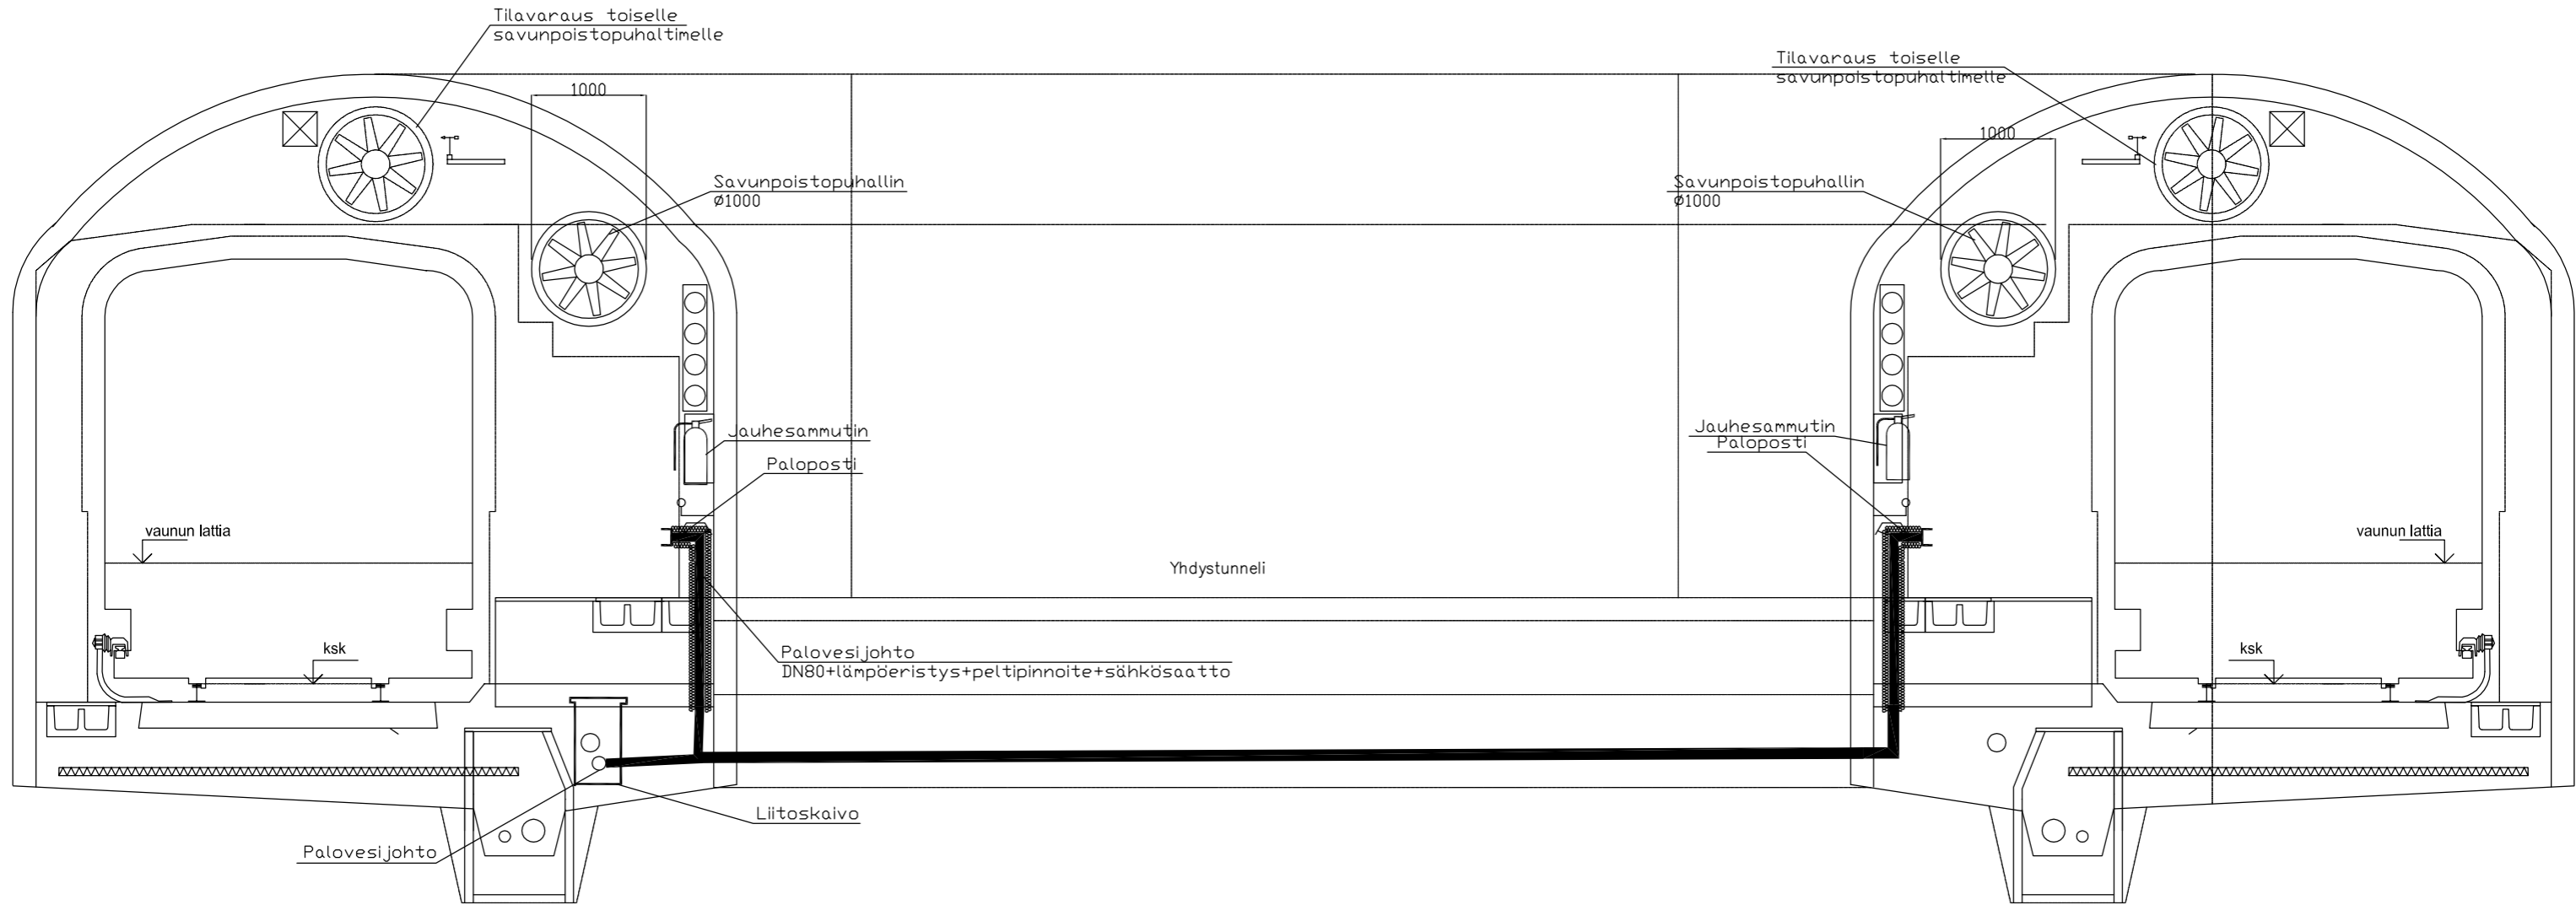 Tilavaraus toiselle
savunpoistopuhaltimelle
Tilavaraus toiselle
savunpoistopuhaltimelle
1000
1000
Savunpoistopuhallin
Ø1000
Savunpoistopuhallin
Ø1000
Jauhesammutin
Paloposti
Jauhesammutin
Paloposti
vaunun lattia
vaunun lattia
Yhdystunneli
ksk
ksk
Palovesijohto
DN80+lämpöeristys+peltipinnoite+sähkösaatto
Liitoskaivo
Palovesijohto